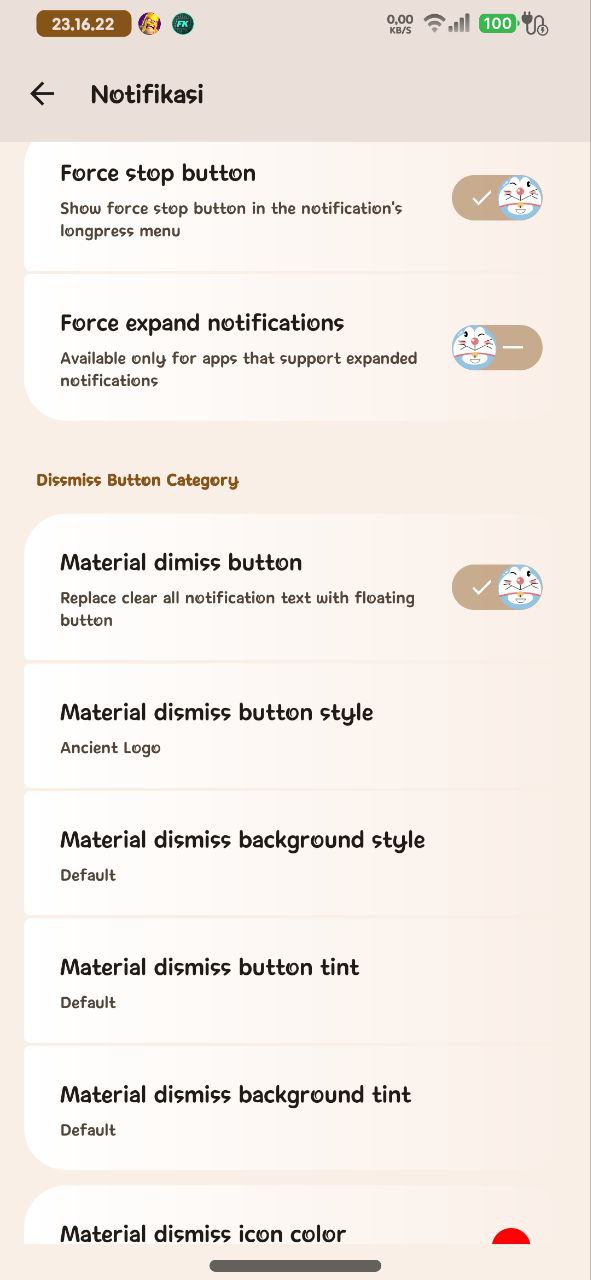 23.16.22
FK
0,00
KB/S
100
Notifikasi
Force stop button
Show force stop button in the notification's
longpress menu
Force expand notifications
Available only for apps that support expanded
notifications
Dissmiss Button Category
Material dimiss button
Replace clear all notification text with floating
button
Material dismiss button style
Ancient Logo
Material dismiss background style
Default
Material dismiss button tint
Default
Material dismiss background tint
Default
Material dismiss icon color